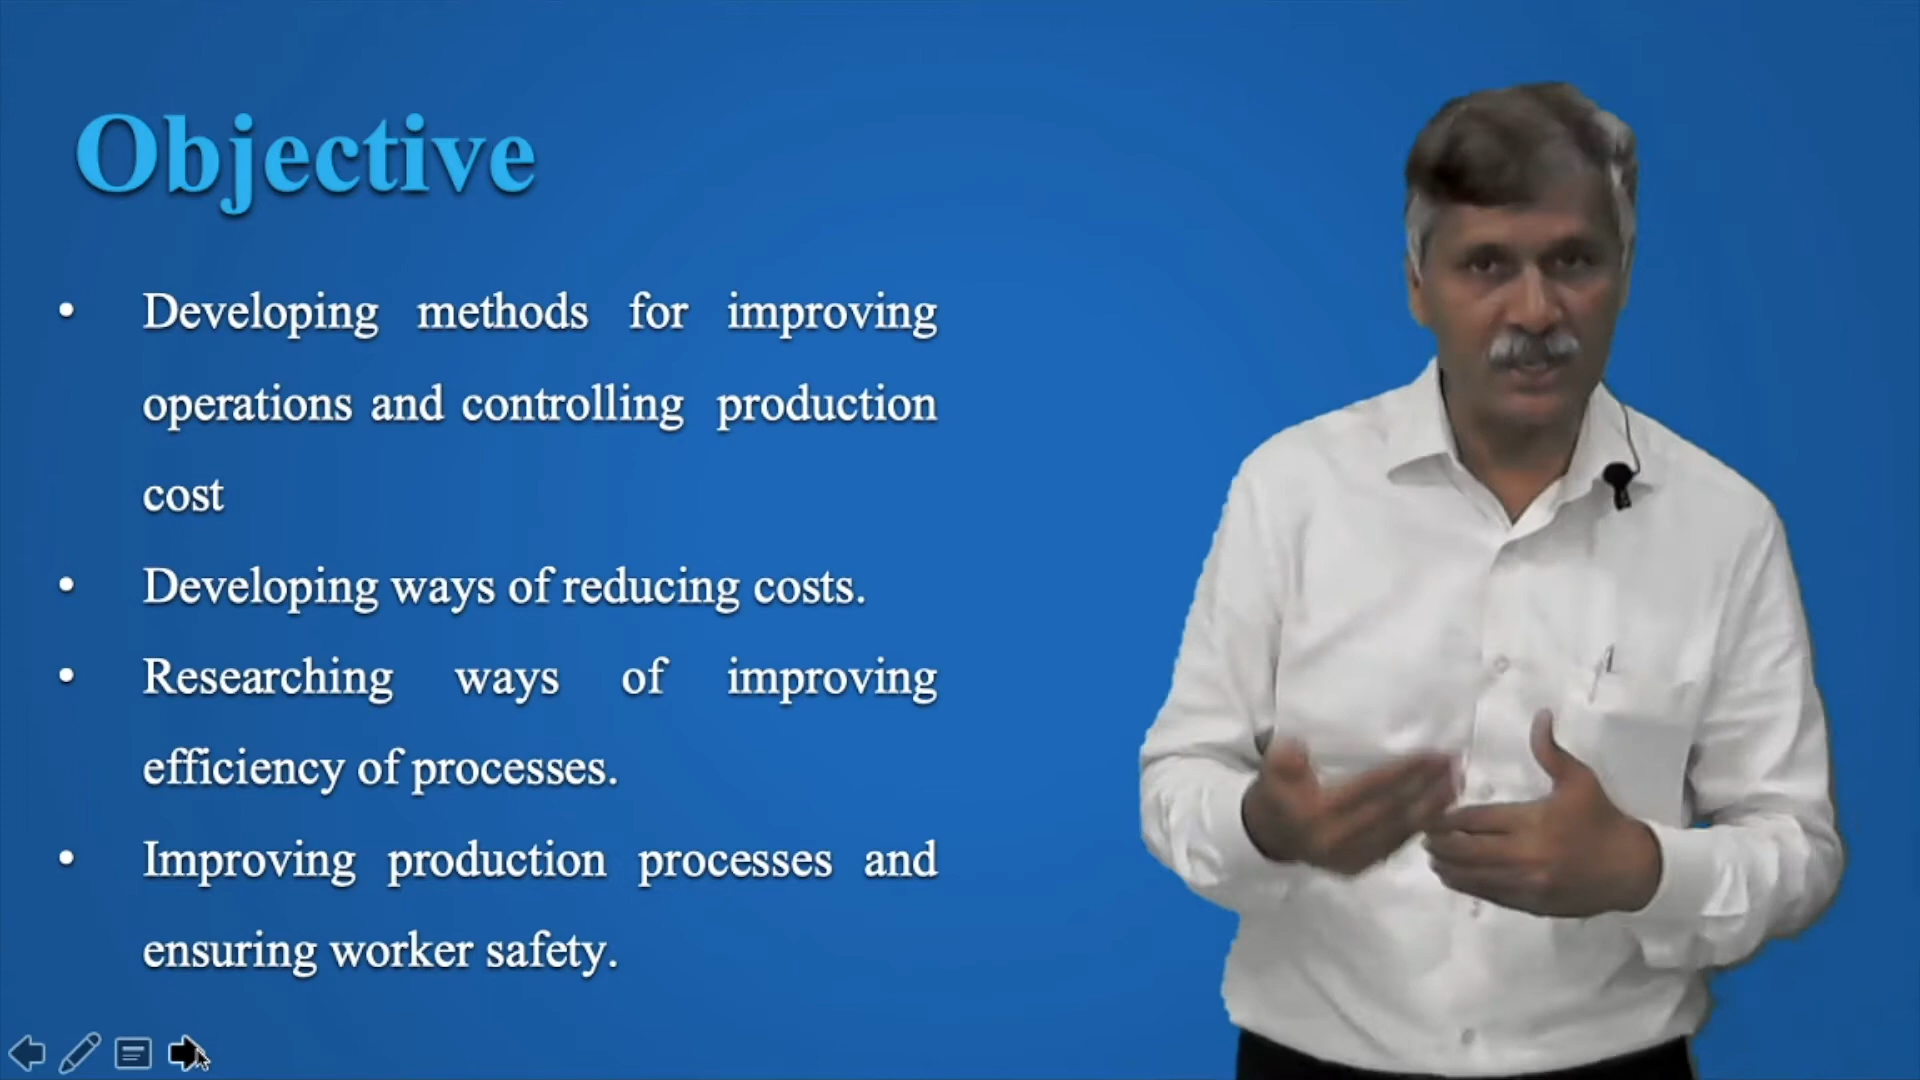 Objective
• Developing methods for improving
operations and controlling production
cost
• Developing ways of reducing costs.
• Researching ways of improving
efficiency of processes.
• Improving production processes and
ensuring worker safety.